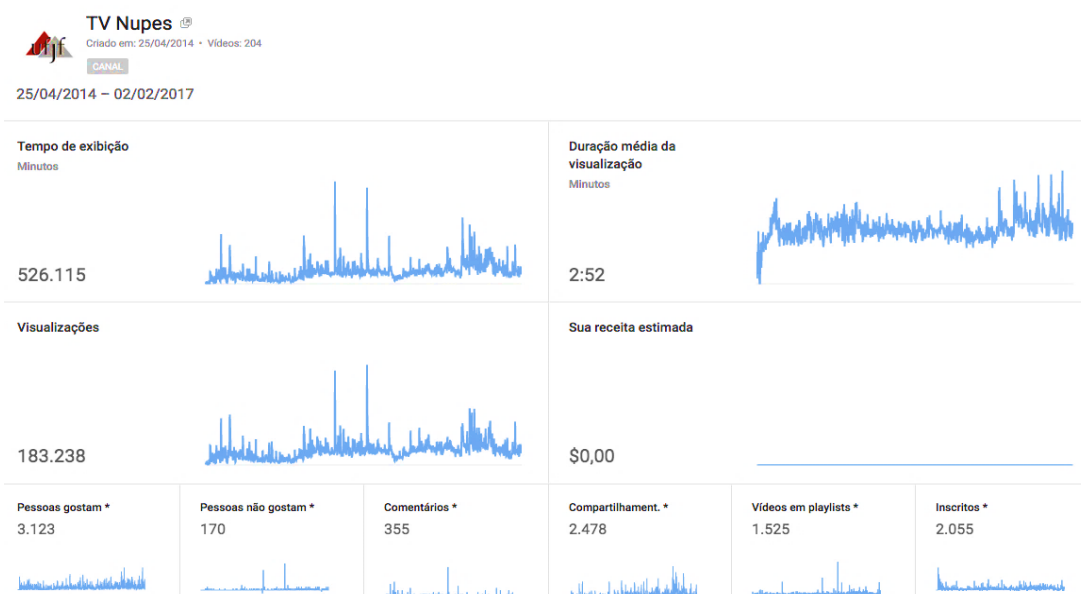 TV Nupes
Criado em: 25/04/2014 • Vídeos: 204
ufjf
CANAL
25/04/2014 – 02/02/2017
Tempo de exibição
Minutos
526.115
Duração média da
visualização
Minutos
2:52
Visualizações
183.238
Sua receita estimada
$0,00
Pessoas gostam *
3.123
Pessoas não gostam *
170
Comentários *
355
Compartilhament. *
2.478
Vídeos em playlists *
1.525
Inscritos *
2.055